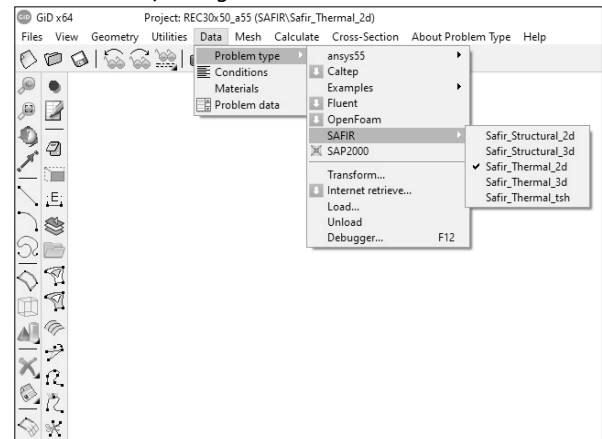 GiD x64 Project: REC30x50_a55 (SAFIR\Safir_Thermal_2d)
Files View Geometry Utilities Data Mesh Calculate Cross-Section About Problem Type Help
Problem type
Conditions
Materials
Problem data
ansys55
Caltep
Examples
Fluent
OpenFoam
SAFIR
SAP2000
Transform...
Internet retrieve...
Load...
Unload
Debugger... F12
Safir_Structural_2d
Safir_Structural_3d
Safir_Thermal_2d
Safir_Thermal_3d
Safir_Thermal_tsh
E